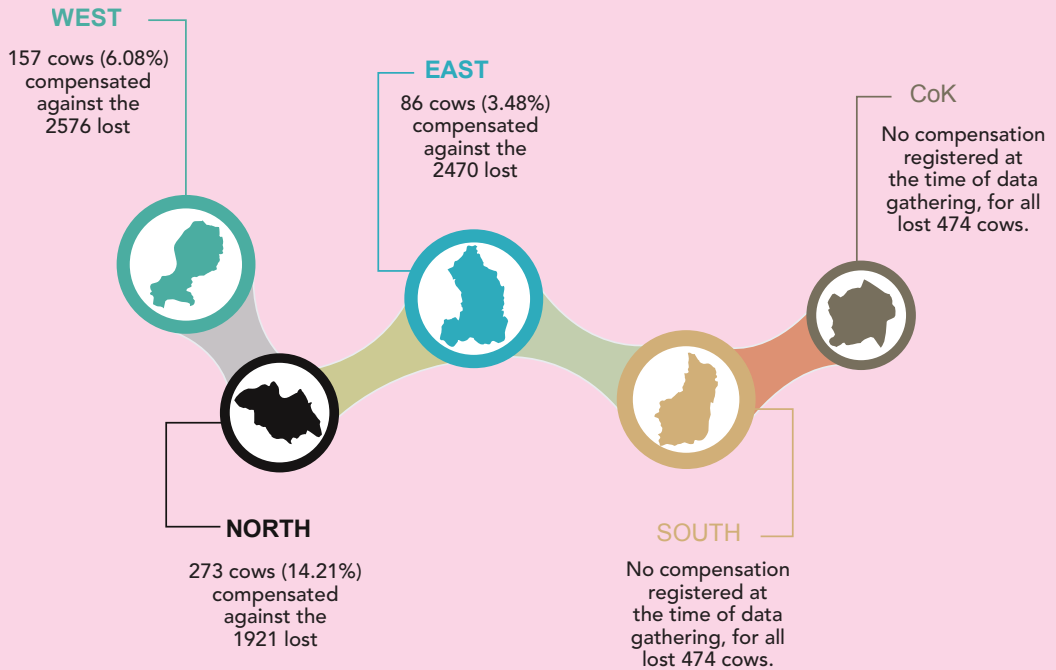 WEST
157 cows (6.08%)
compensated
against the
2576 lost
EAST
86 cows (3.48%)
compensated
against the
2470 lost
CoK
No compensation
registered at
the time of data
gathering, for all
lost 474 cows.
NORTH
273 cows (14.21%)
compensated
against the
1921 lost
SOUTH
No compensation
registered at
the time of data
gathering, for all
lost 474 cows.